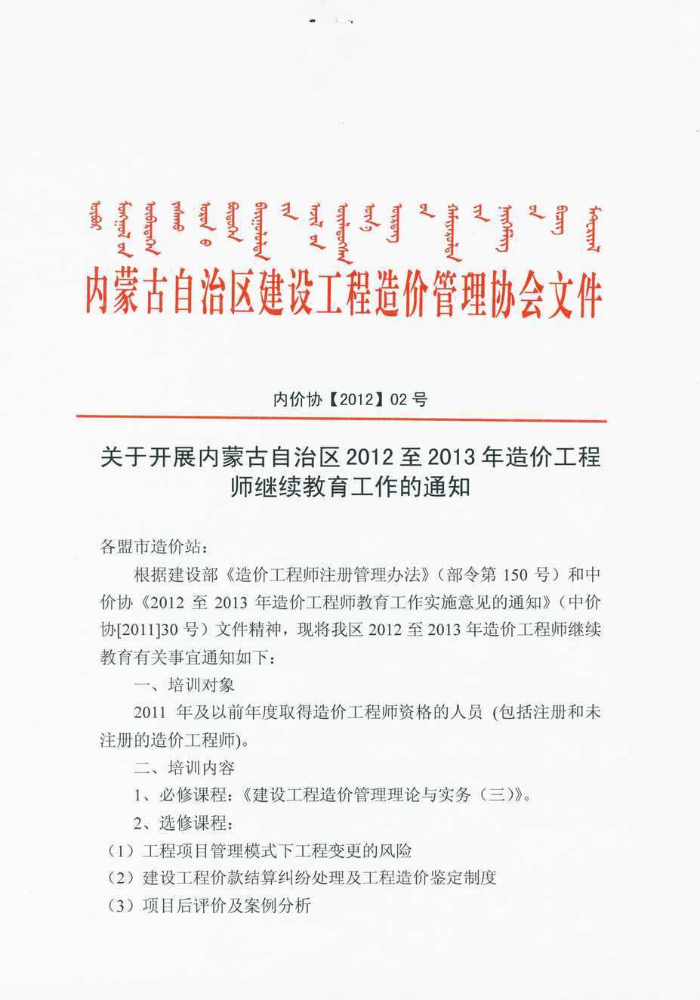 内蒙古自治区建设工程造价管理协会文件
内价协【2012】02号
关于开展内蒙古自治区2012至2013年造价工程
师继续教育工作的通知
各盟市造价站：
根据建设部《造价工程师注册管理办法》（部令第150号）和中
价协《2012至2013年造价工程师教育工作实施意见的通知》（中价
协[2011]30号）文件精神，现将我区2012至2013年造价工程师继续
教育有关事宜通知如下：
一、培训对象
2011年及以前年度取得造价工程师资格的人员(包括注册和未
注册的造价工程师)。
二、培训内容
1、必修课程：《建设工程造价管理理论与实务（三）》。
2、选修课程：
（1）工程项目管理模式下工程变更的风险
（2）建设工程价款结算纠纷处理及工程造价鉴定制度
（3）项目后评价及案例分析